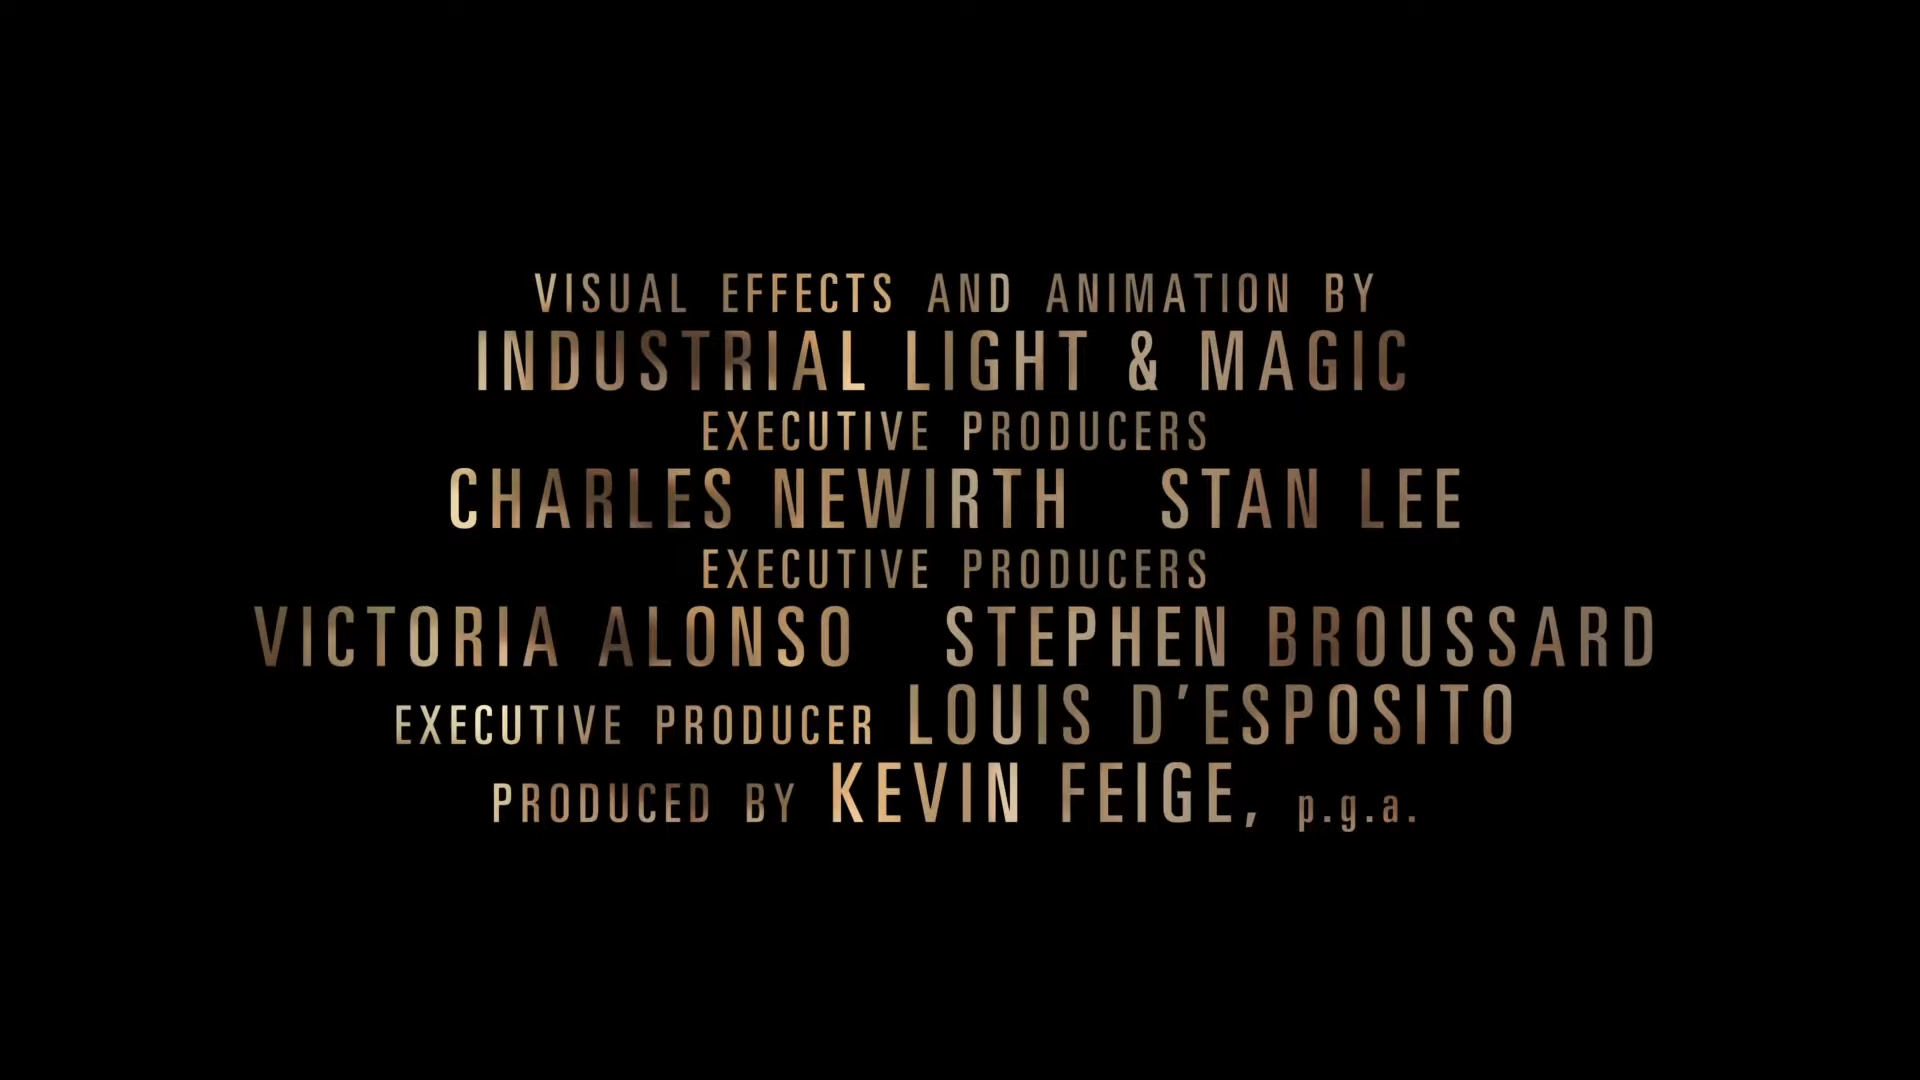 VISUAL EFFECTS AND ANIMATION BY
INDUSTRIAL LIGHT & MAGIC
EXECUTIVE PRODUCERS
CHARLES NEWIRTH STAN LEE
EXECUTIVE PRODUCERS
VICTORIA ALONSO STEPHEN BROUSSARD
EXECUTIVE PRODUCER LOUIS D’ESPOSITO
PRODUCED BY KEVIN FEIGE, p.g.a.